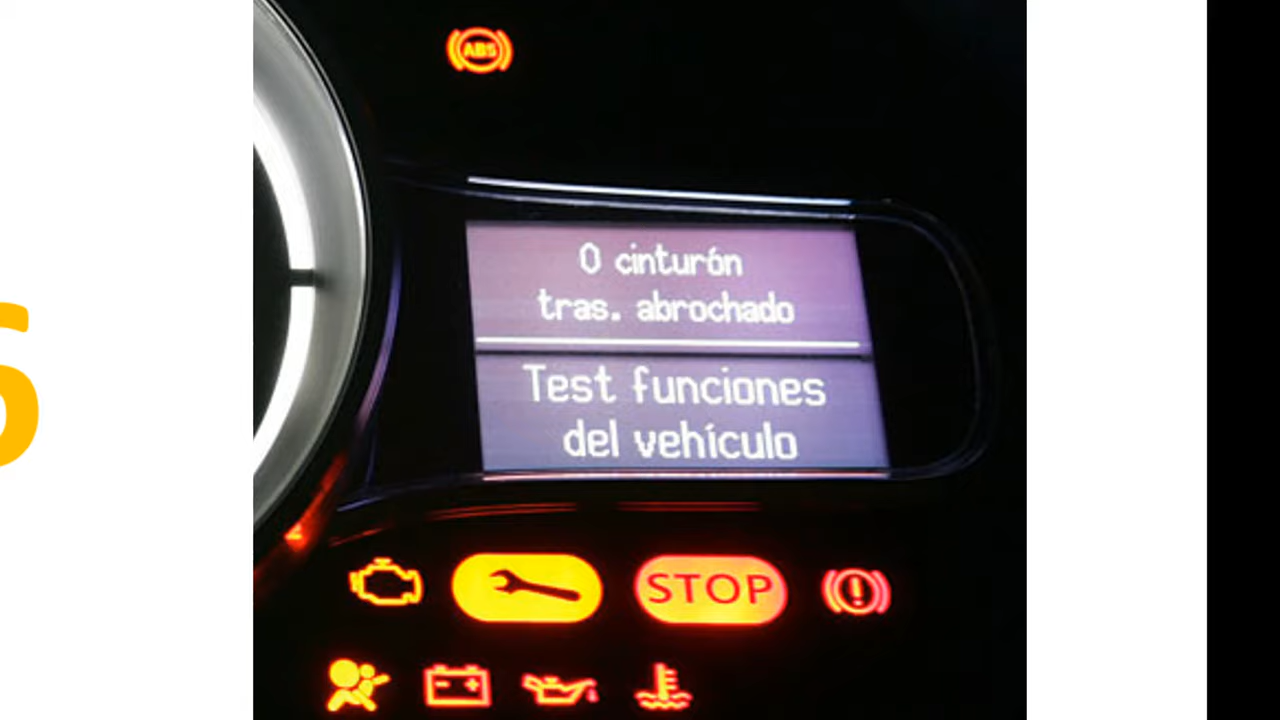 ABS
0 cinturón
tras. abrochado
Test funciones
del vehículo
STOP